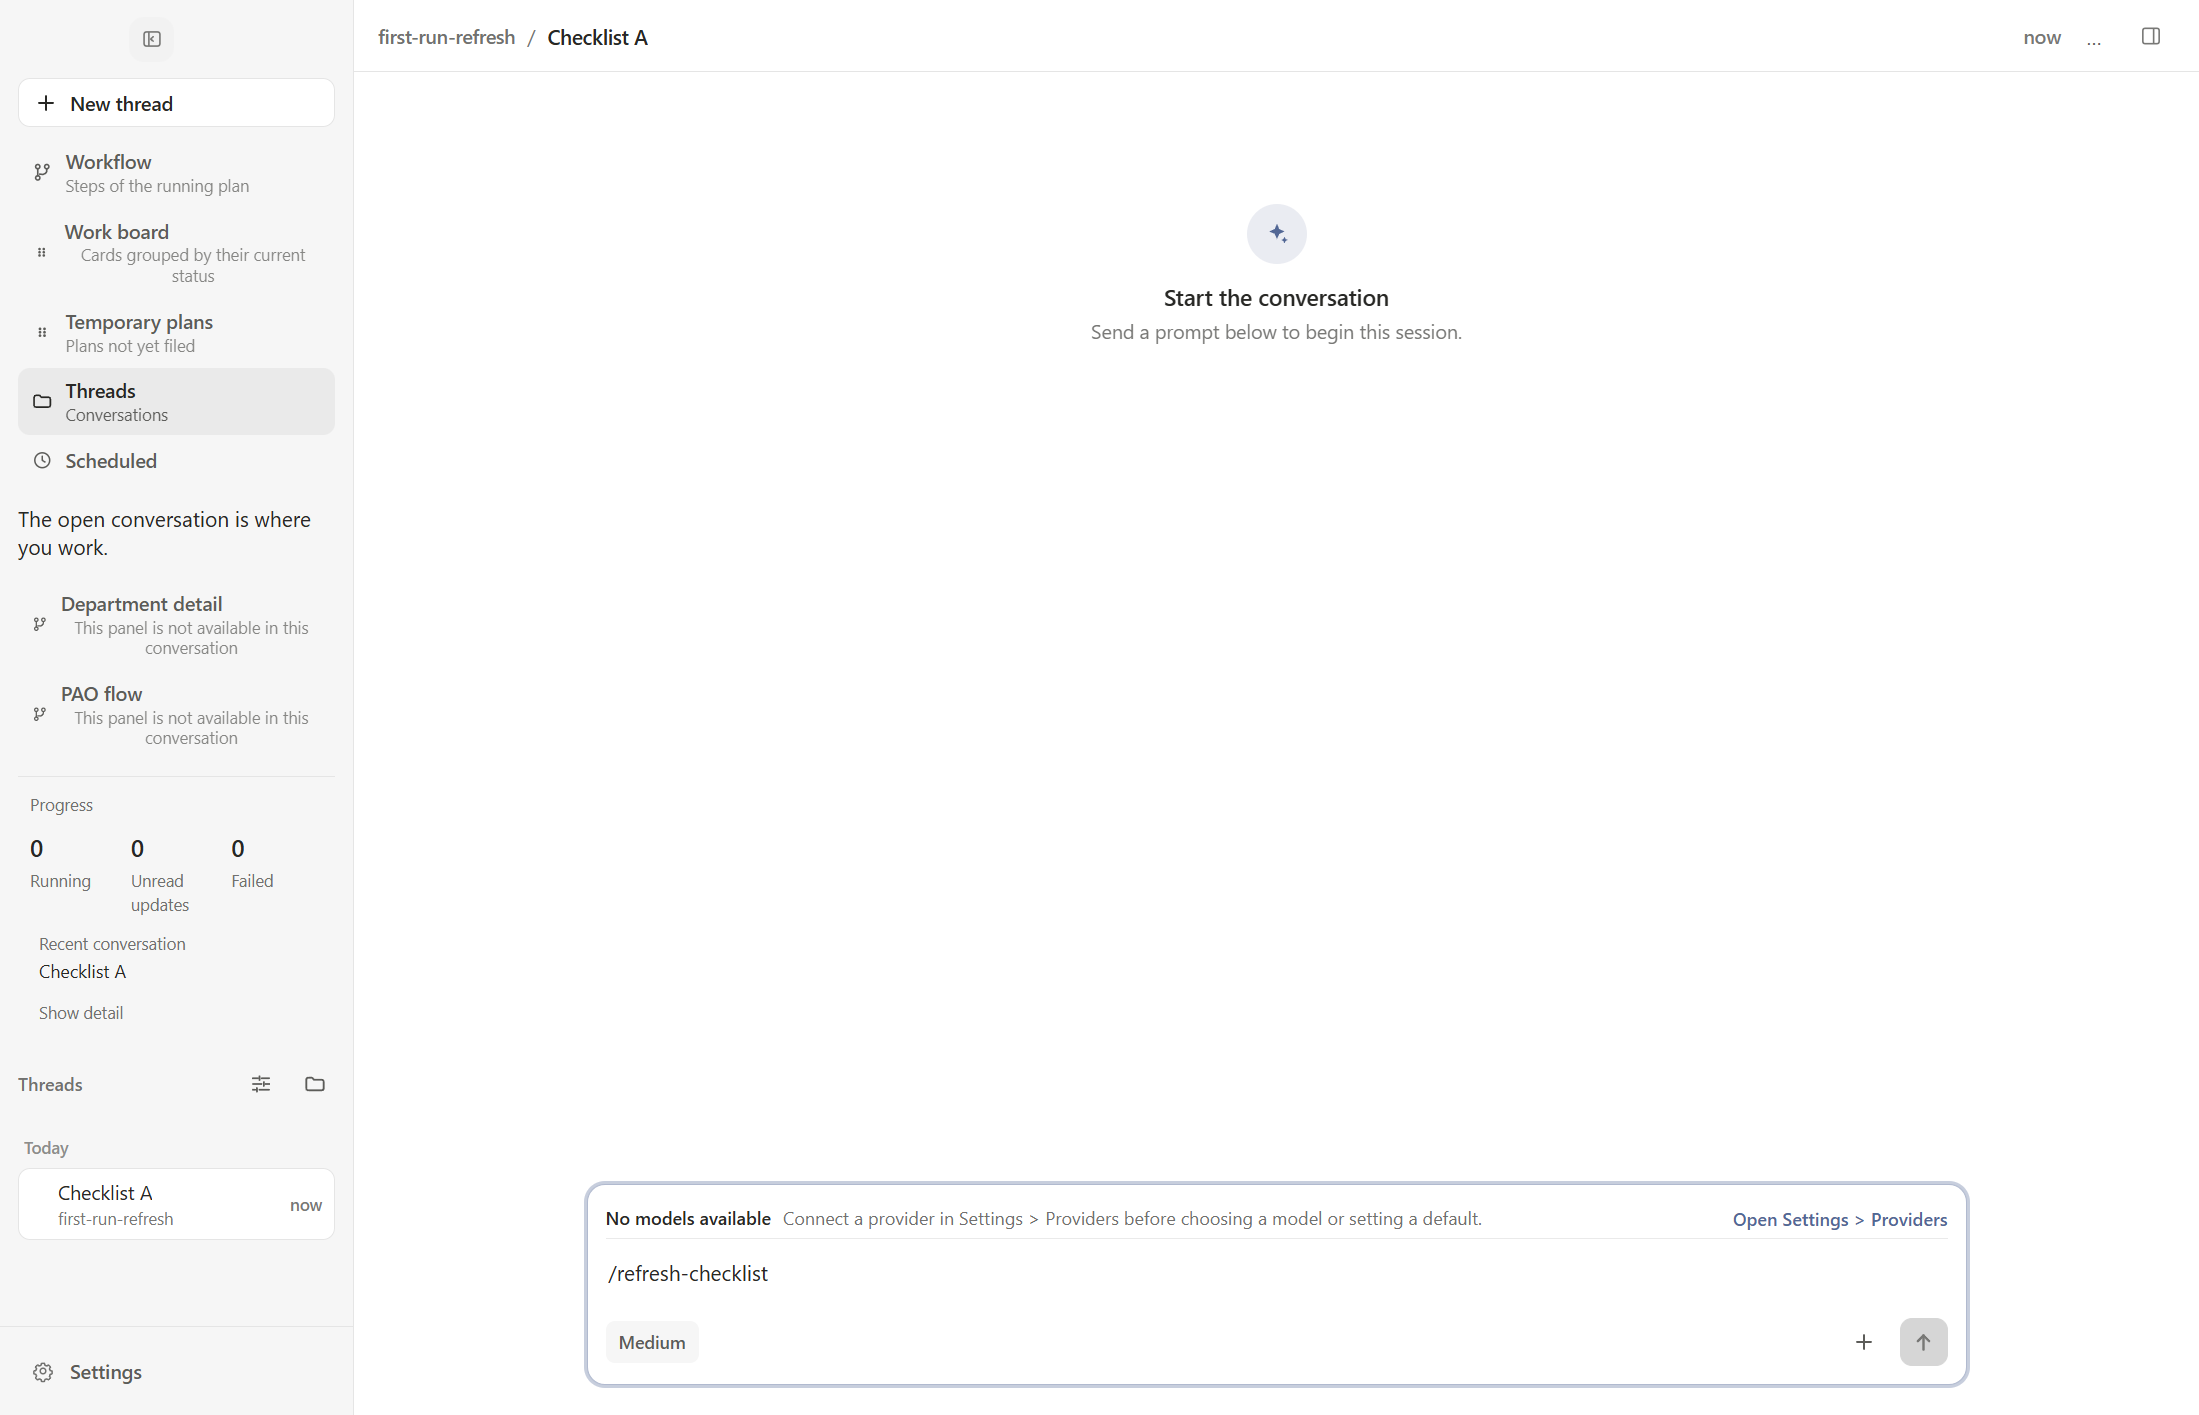 first-run-refresh / Checklist A
now
...
New thread
Workflow
Steps of the running plan
Work board
Cards grouped by their current
status
Temporary plans
Plans not yet filed
Threads
Conversations
Scheduled
The open conversation is where
you work.
Department detail
This panel is not available in this
conversation
PAO flow
This panel is not available in this
conversation
Progress
0 0 0
Running Unread updates Failed
Recent conversation
Checklist A
Show detail
Threads
Today
Checklist A
first-run-refresh
now
Settings
Start the conversation
Send a prompt below to begin this session.
No models available Connect a provider in Settings > Providers before choosing a model or setting a default. Open Settings > Providers
/refresh-checklist
Medium